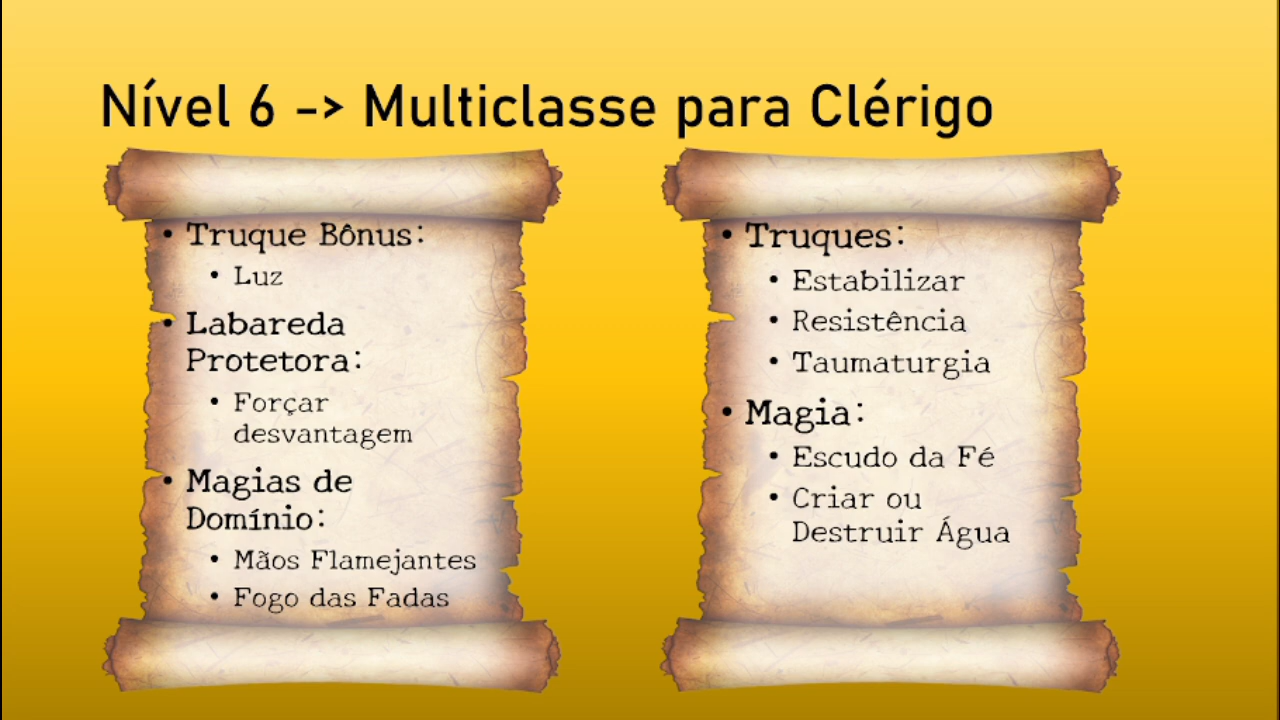 Nível 6 -> Multiclasse para Clérigo
• Truque Bônus:
• Luz
• Labareda
Protetora:
• Forçar
desvantagem
• Magias de
Domínio:
• Mãos Flamejantes
• Fogo das Fadas
• Truques:
• Estabilizar
• Resistência
• Taumaturgia
• Magia:
• Escudo da Fé
• Criar ou
Destruir Água